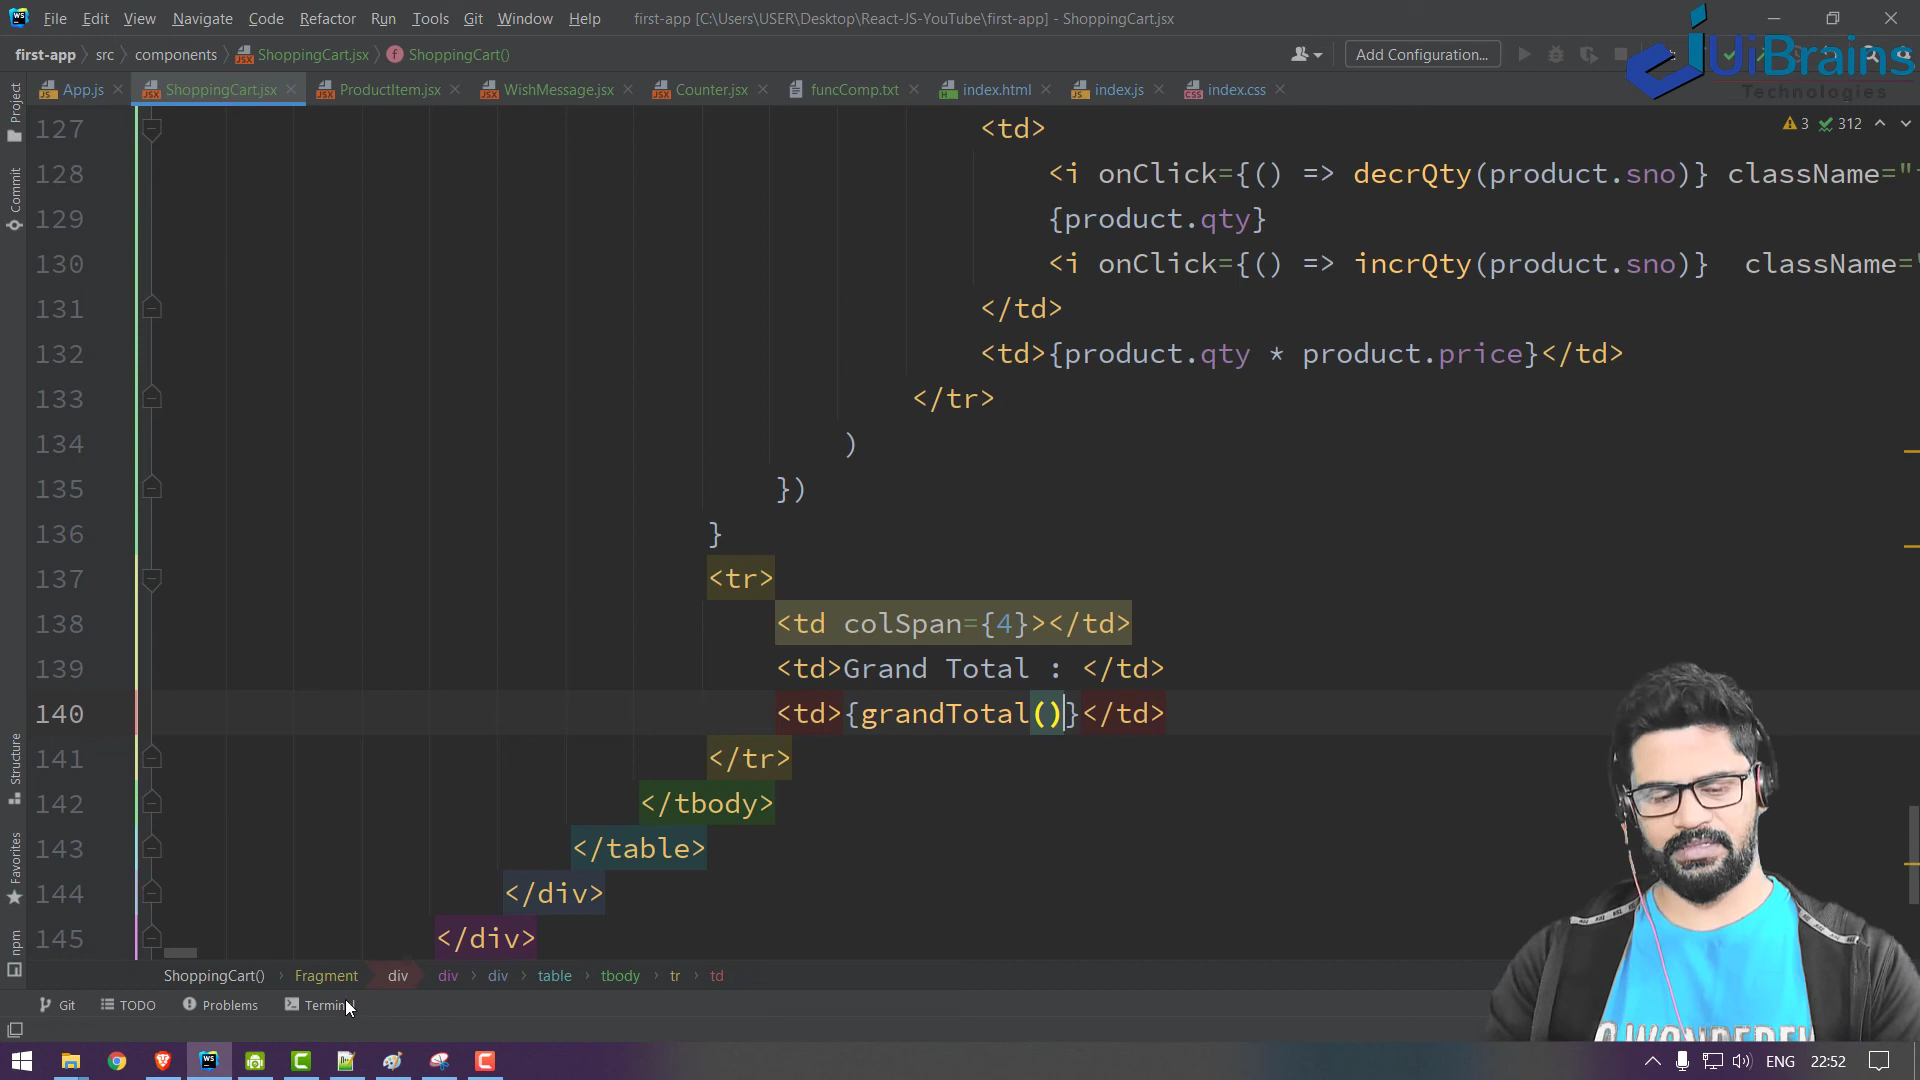 File Edit View Navigate Code Refactor Run Tools Git Window Help first-app [C:\Users\USER\Desktop\React-JS-YouTube\first-app] - ShoppingCart.jsx
first-app src components ShoppingCart.jsx ShoppingCart() Add Configuration...
UiBrains
Technologies
App.js ShoppingCart.jsx ProductItem.jsx WishMessage.jsx Counter.jsx funcComp.txt index.html index.js index.css
3 312
Project
Commit
Structure
Favorites
npm
127 <td>
128 <i onClick={() => decrQty(product.sno)} className="
129 {product.qty}
130 <i onClick={() => incrQty(product.sno)} className=
131 </td>
132 <td>{product.qty * product.price}</td>
133 </tr>
134 )
135 })
136 }
137 <tr>
138 <td colSpan={4}></td>
139 <td>Grand Total : </td>
140 <td>{grandTotal()}</td>
141 </tr>
142 </tbody>
143 </table>
144 </div>
145 </div>
ShoppingCart() Fragment div div div table tbody tr td
Git TODO Problems Terminal
ENG 22:52